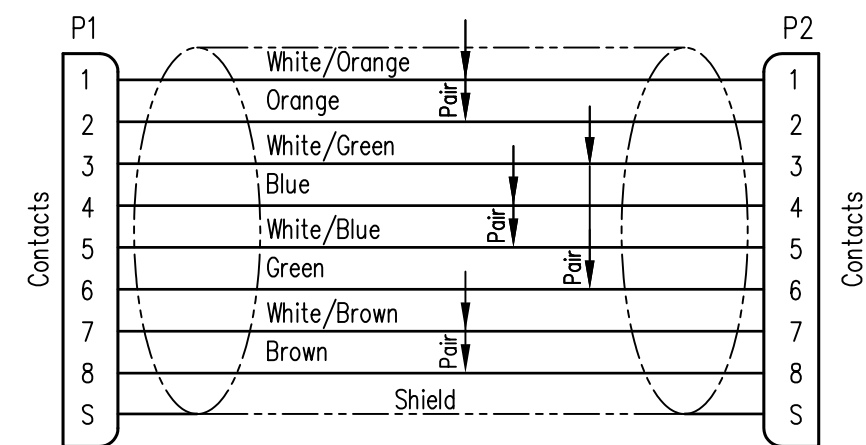 P1 P2
White/Orange
1 Pair 1
Orange
2 2
White/Green
3 3
Blue
4 4
Contacts Pair Contacts
White/Blue
5 5
Green Pair
6 6
White/Brown
7 7
Brown Pair
8 8
Shield
S S